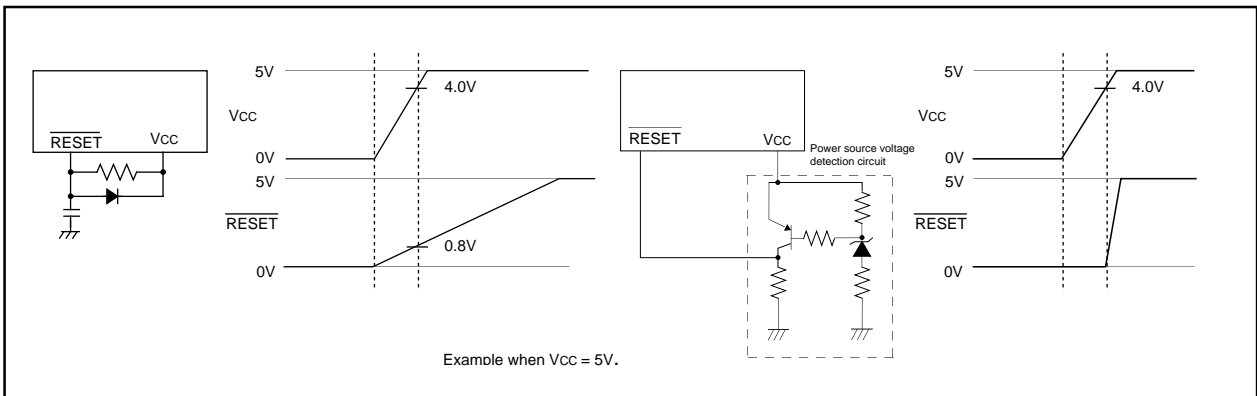 5V
4.0V
VCC
RESET
VCC
0V
5V
RESET
0.8V
0V
5V
4.0V
VCC
RESET
VCC
Power source voltage
detection circuit
0V
5V
RESET
0V
Example when VCC = 5V.